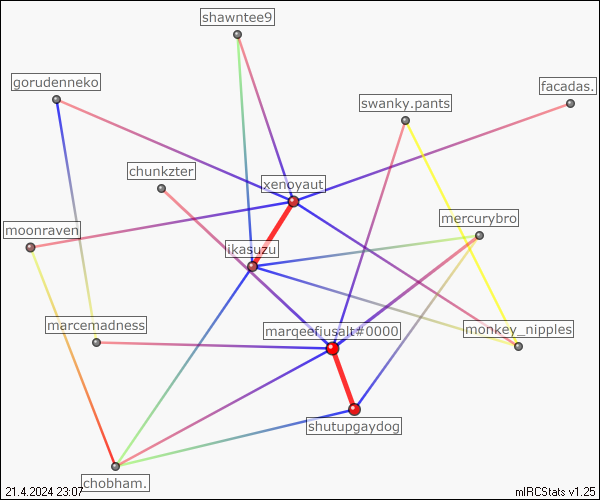 shawntee9
gorudenneko
facadas.
swanky.pants
chunkzter
xenoyaut
mercurybro
moonraven
ikasuzu
marcemadness
marqeefjusalt#0000
monkey_nipples
shutupgaydog
chobham.
21.4.2024 23:07
mIRCStats v1.25